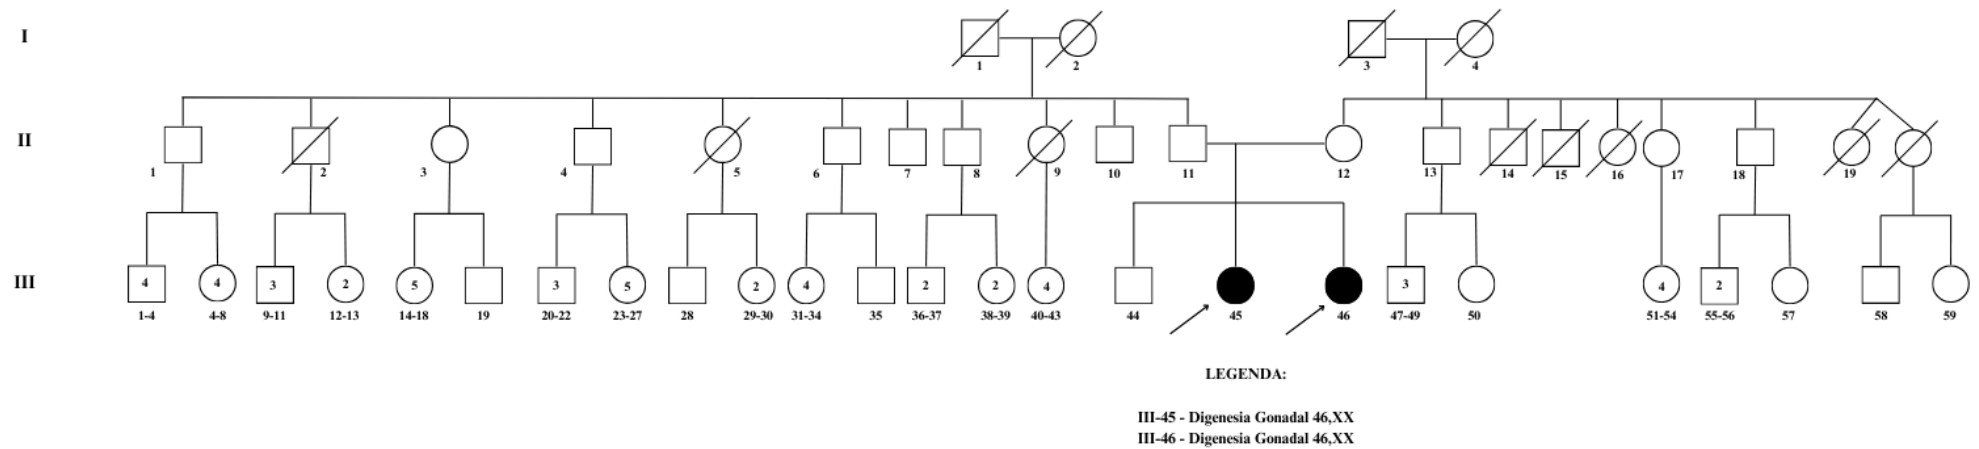 I
1 2 3 4
II
1 2 3 4 5 6 7 8 9 10 11 12 13 14 15 16 17 18 19
III
4 4 3 2 5 3 5 2 4 2 2 4 3 4 2
1-4 4-8 9-11 12-13 14-18 19 20-22 23-27 28 29-30 31-34 35 36-37 38-39 40-43 44 45 46 47-49 50 51-54 55-56 57 58 59
LEGENDA:
III-45 - Digenesia Gonadal 46,XX
III-46 - Digenesia Gonadal 46,XX